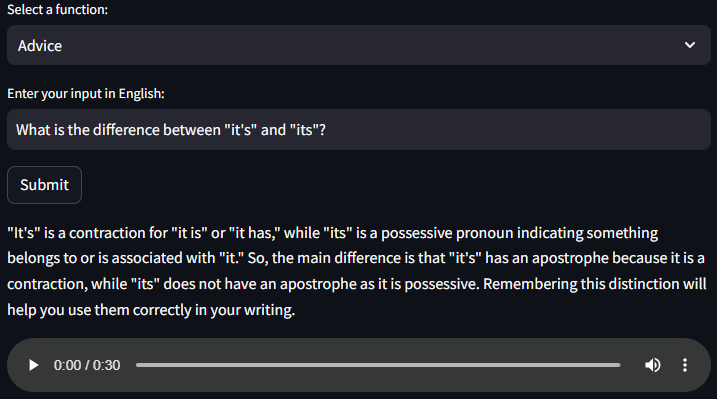 Select a function:
Advice
Enter your input in English:
What is the difference between "it's" and "its"?
Submit
"It's" is a contraction for "it is" or "it has," while "its" is a possessive pronoun indicating something
belongs to or is associated with "it." So, the main difference is that "it's" has an apostrophe because it is a
contraction, while "its" does not have an apostrophe as it is possessive. Remembering this distinction will
help you use them correctly in your writing.
0:00 / 0:30